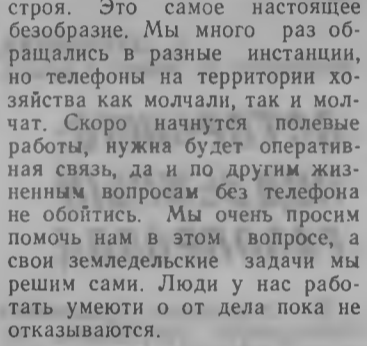 строя. Это самое настоящее
безобразие. Мы много раз об-
ращались в разные инстанции,
но телефоны на территории хо-
зяйства как молчали, так и мол-
чат. Скоро начнутся полевые
работы, нужна будет оператив-
ная связь, да и по другим жиз-
ненным вопросам без телефона
не обойтись. Мы очень просим
помочь нам в этом вопросе, а
свои земледельские задачи мы
решим сами. Люди у нас рабо-
тать умеюти о от дела пока не
отказываются.